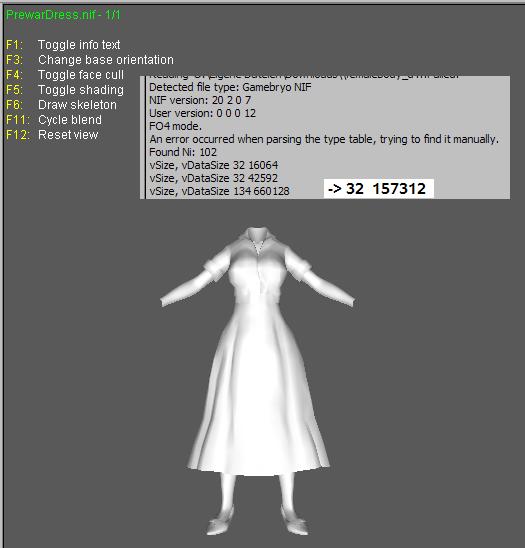 PrewarDress.nif - 1/1
F1: Toggle info text
F3: Change base orientation
F4: Toggle face cull
F5: Toggle shading
F6: Draw skeleton
F11: Cycle blend
F12: Reset view
Detected file type: Gamebryo NIF
NIF version: 20 2 0 7
User version: 0 0 0 12
FO4 mode.
An error occurred when parsing the type table, trying to find it manually.
Found Ni: 102
vSize, vDataSize 32 16064
vSize, vDataSize 32 42592
vSize, vDataSize 134 660128 -> 32 157312